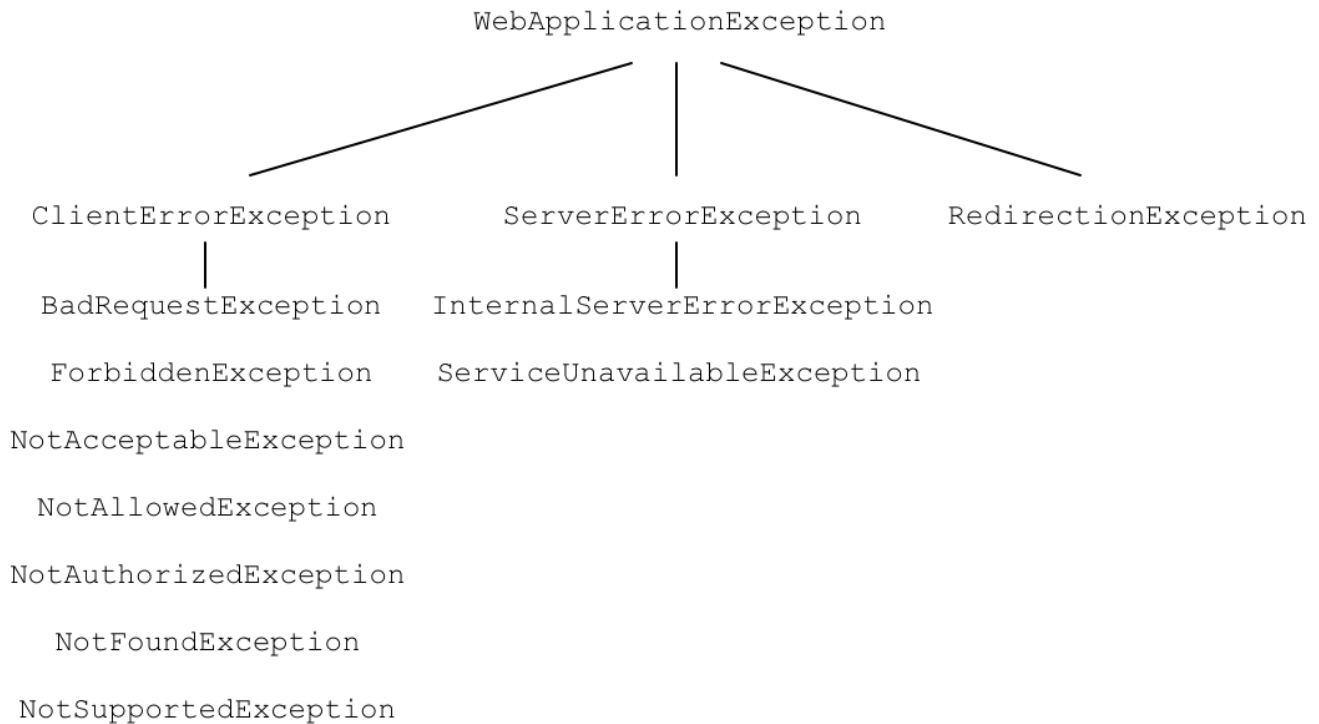 WebApplicationException
ClientErrorException ServerErrorException RedirectionException
BadRequestException InternalServerErrorException
ForbiddenException ServiceUnavailableException
NotAcceptableException
NotAllowedException
NotAuthorizedException
NotFoundException
NotSupportedException